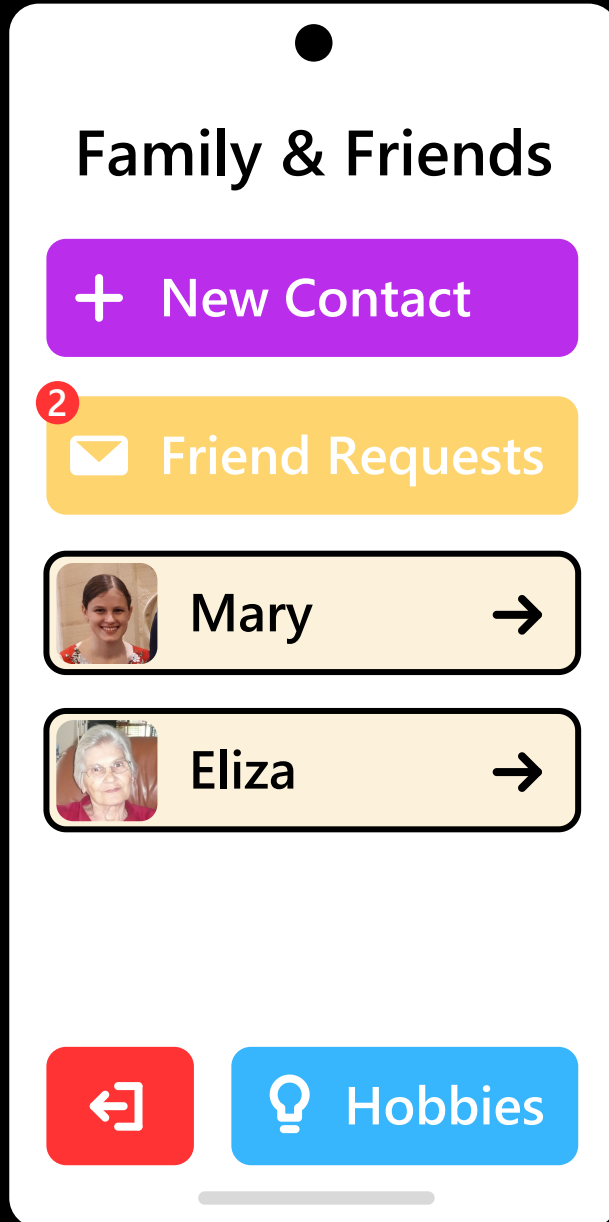 Family & Friends
New Contact
2
Friend Requests
Mary
Eliza
Hobbies